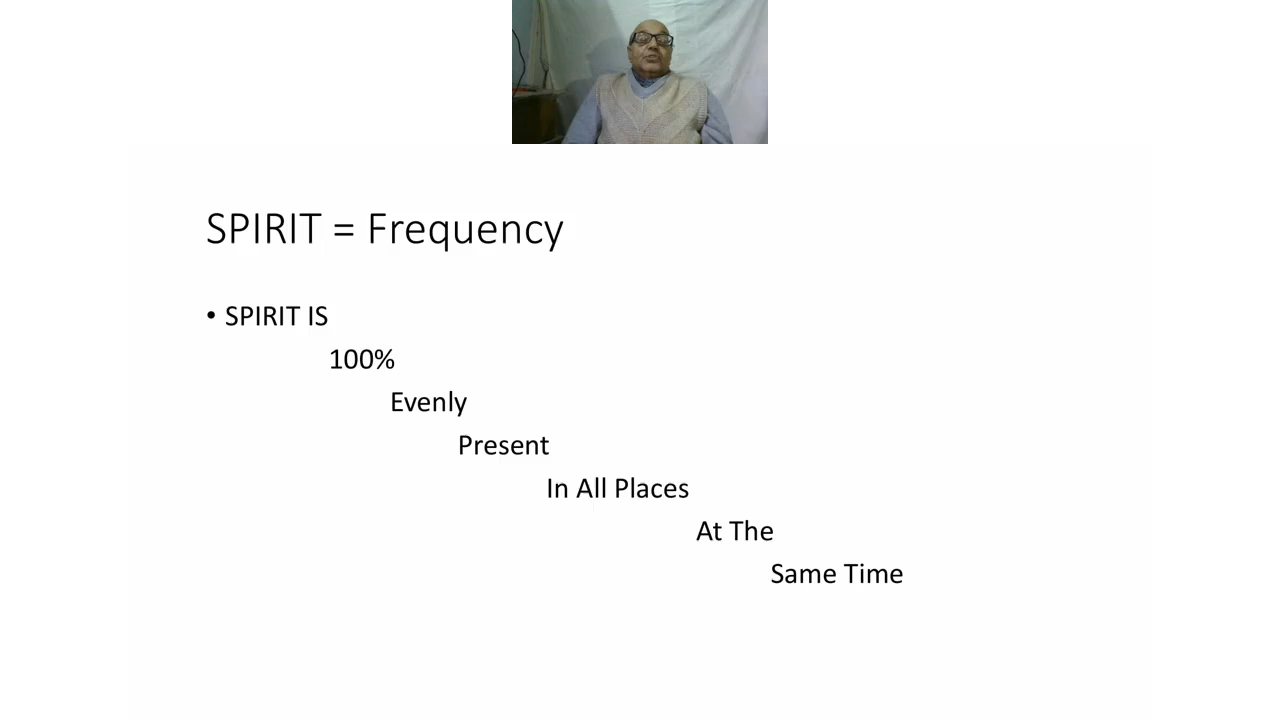 SPIRIT = Frequency
• SPIRIT IS
100%
Evenly
Present
In All Places
At The
Same Time